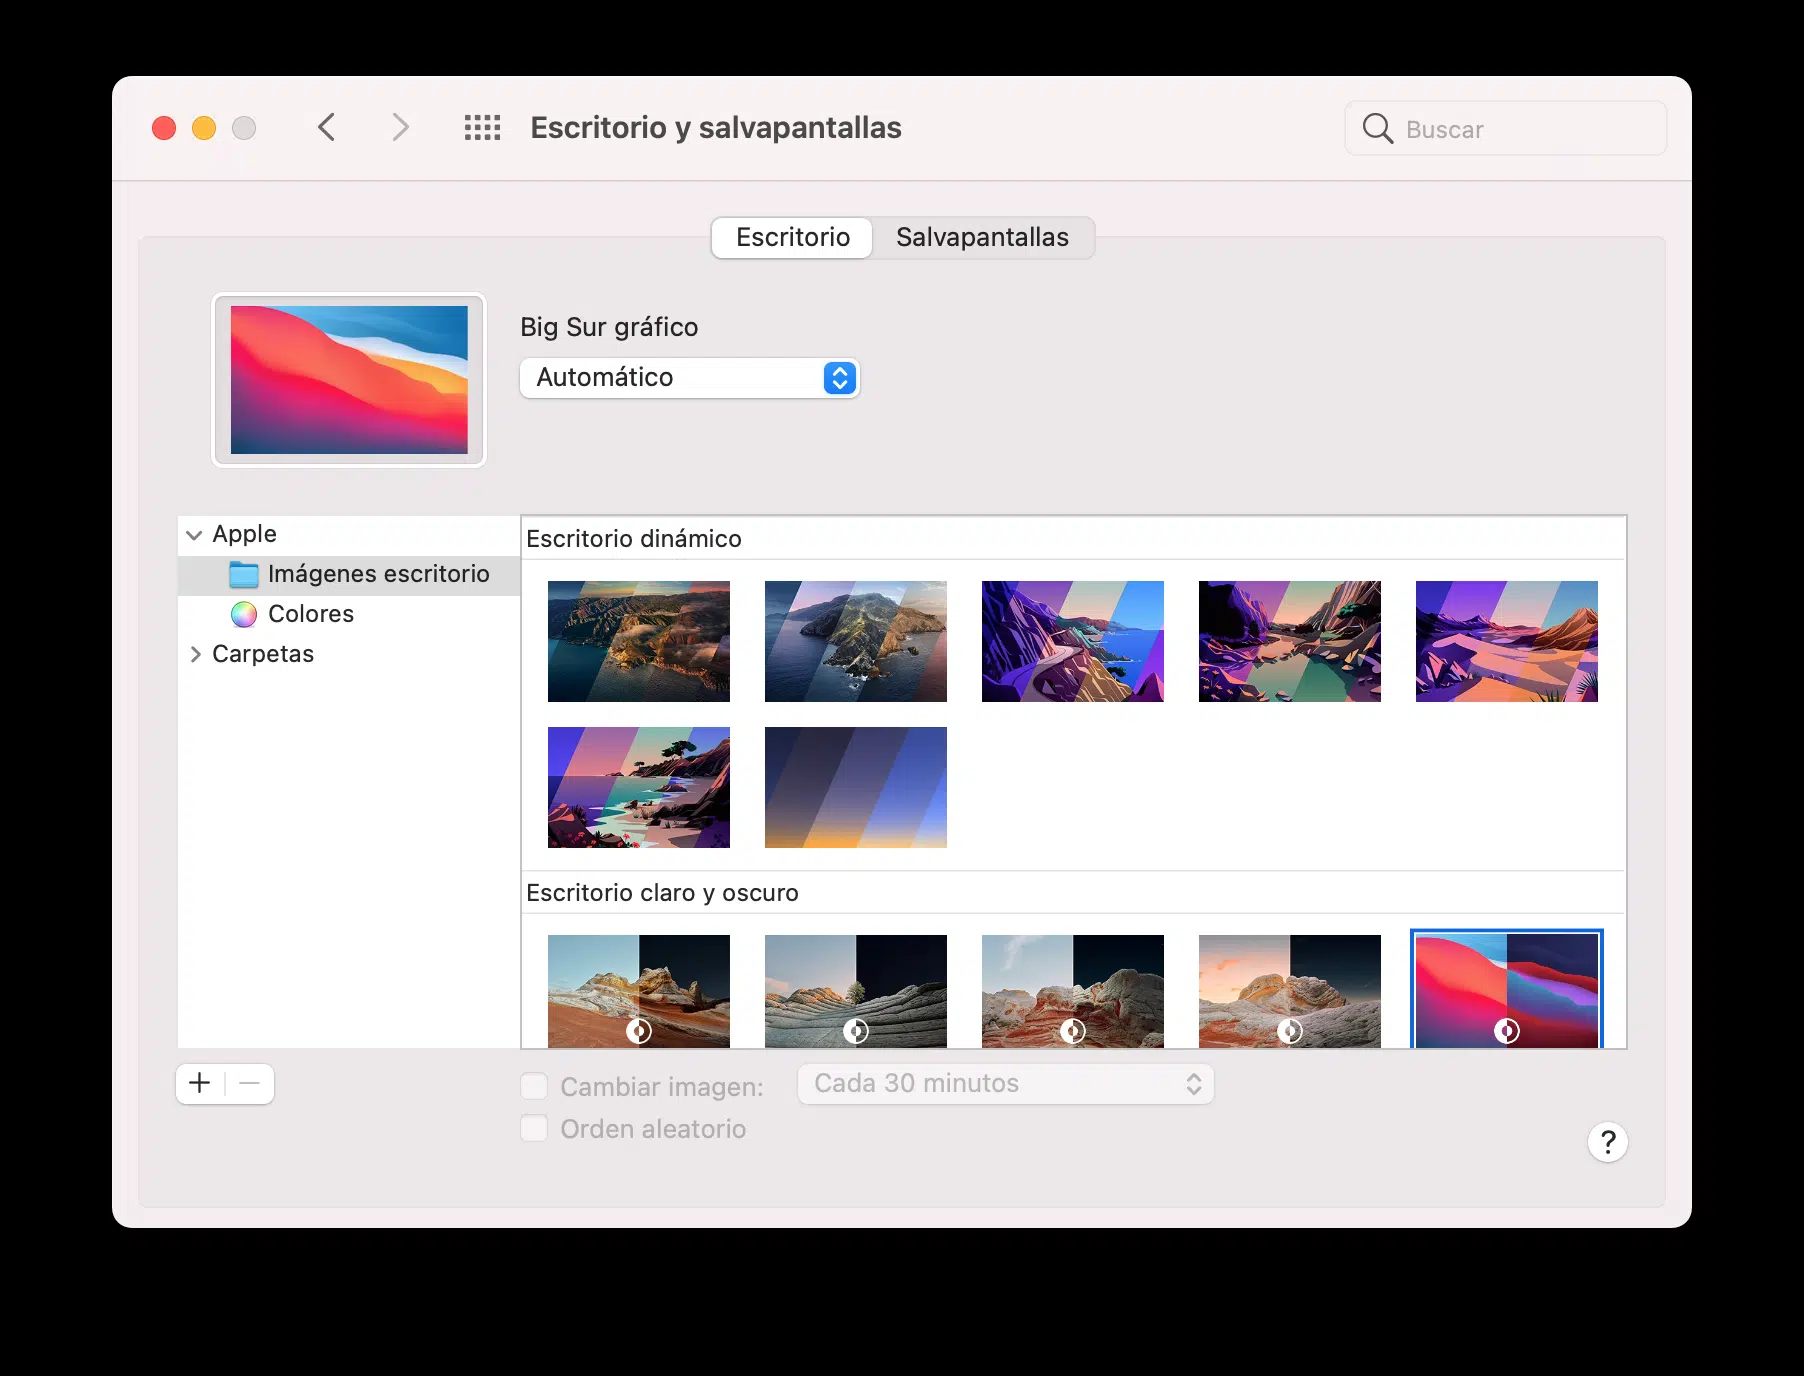 Escritorio y salvapantallas
Buscar
Escritorio
Salvapantallas
Big Sur gráfico
Automático
Apple
Imágenes escritorio
Colores
Carpetas
Escritorio dinámico
Escritorio claro y oscuro
+ −
Cambiar imagen:
Cada 30 minutos
Orden aleatorio
?